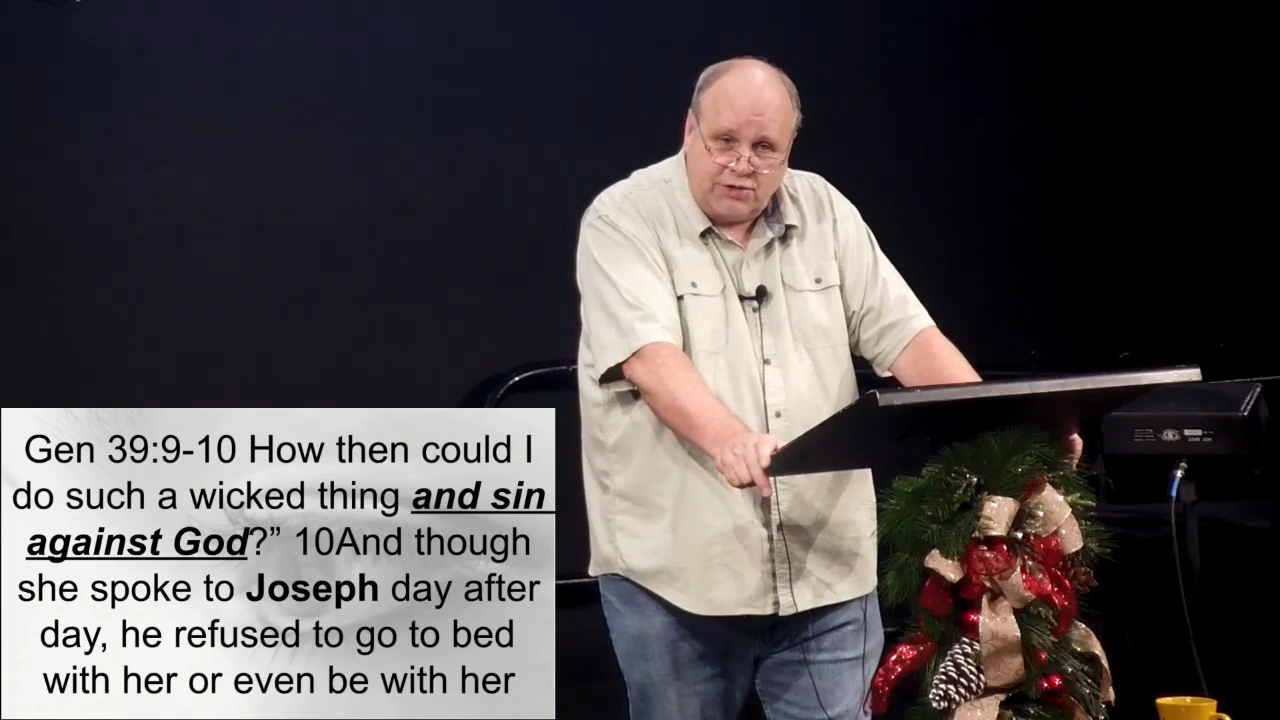 Gen 39:9-10 How then could I
do such a wicked thing and sin
against God?” 10And though
she spoke to Joseph day after
day, he refused to go to bed
with her or even be with her